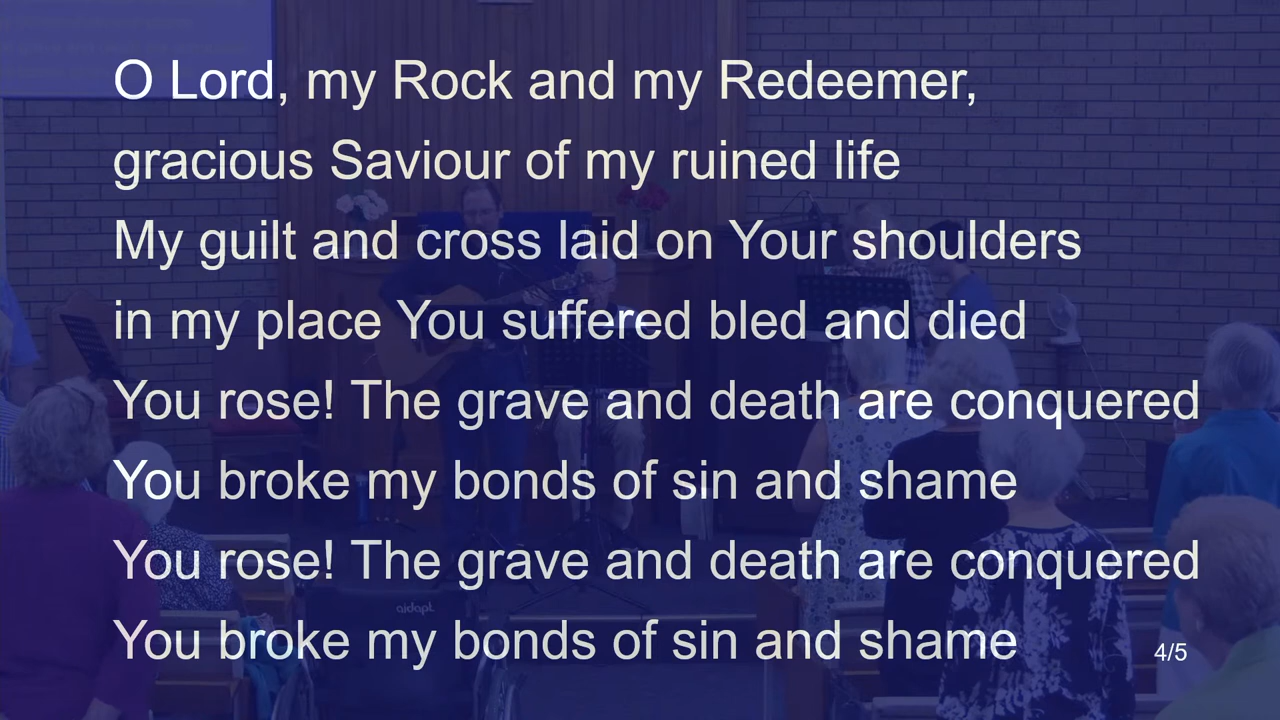 O Lord, my Rock and my Redeemer,
gracious Saviour of my ruined life
My guilt and cross laid on Your shoulders
in my place You suffered bled and died
You rose! The grave and death are conquered
You broke my bonds of sin and shame
You rose! The grave and death are conquered
You broke my bonds of sin and shame
4/5
aidapt